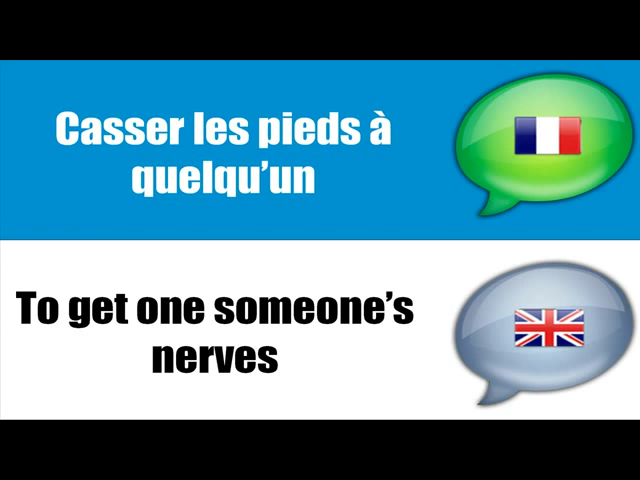 Casser les pieds à
quelqu’un
To get one someone’s
nerves